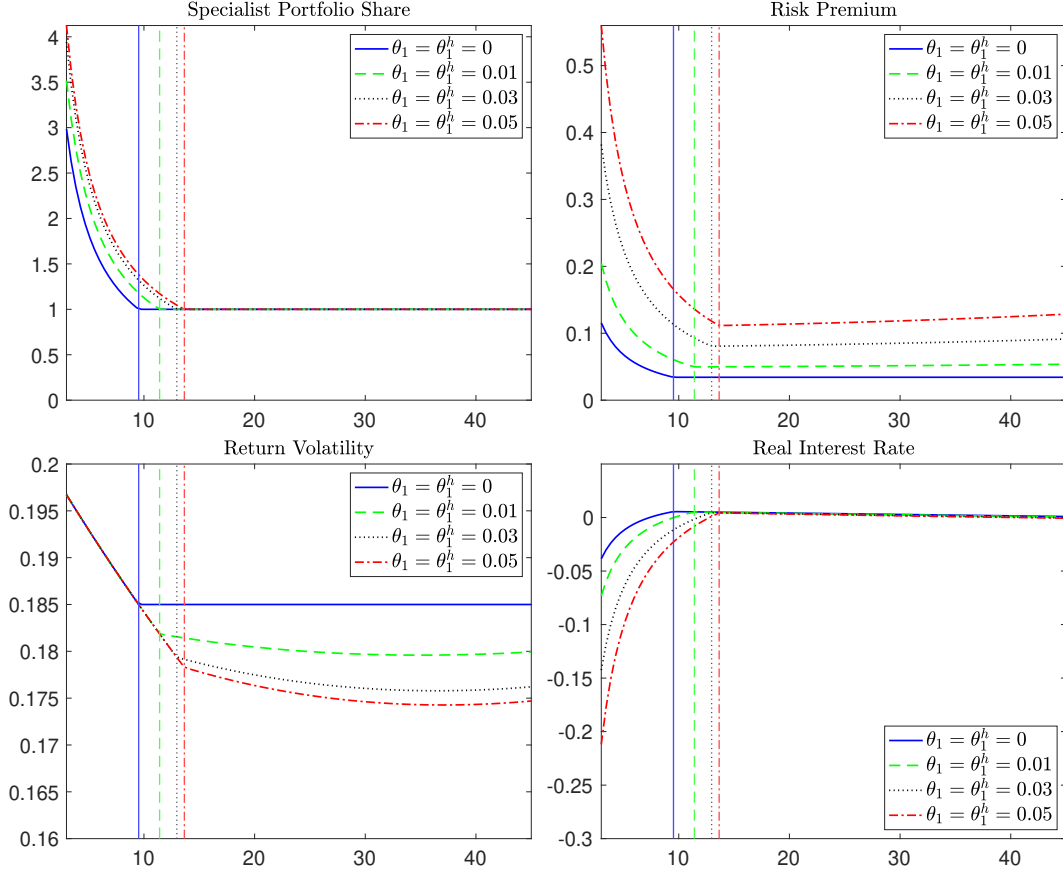 Specialist Portfolio Share
4
3.5
3
2.5
2
1.5
1
0.5
0
10
20
30
40
θ₁ = θ₁ʰ = 0
θ₁ = θ₁ʰ = 0.01
θ₁ = θ₁ʰ = 0.03
θ₁ = θ₁ʰ = 0.05
Risk Premium
0.5
0.4
0.3
0.2
0.1
0
10
20
30
40
θ₁ = θ₁ʰ = 0
θ₁ = θ₁ʰ = 0.01
θ₁ = θ₁ʰ = 0.03
θ₁ = θ₁ʰ = 0.05
Return Volatility
0.2
0.195
0.19
0.185
0.18
0.175
0.17
0.165
0.16
10
20
30
40
θ₁ = θ₁ʰ = 0
θ₁ = θ₁ʰ = 0.01
θ₁ = θ₁ʰ = 0.03
θ₁ = θ₁ʰ = 0.05
Real Interest Rate
0
-0.05
-0.1
-0.15
-0.2
-0.25
-0.3
10
20
30
40
θ₁ = θ₁ʰ = 0
θ₁ = θ₁ʰ = 0.01
θ₁ = θ₁ʰ = 0.03
θ₁ = θ₁ʰ = 0.05